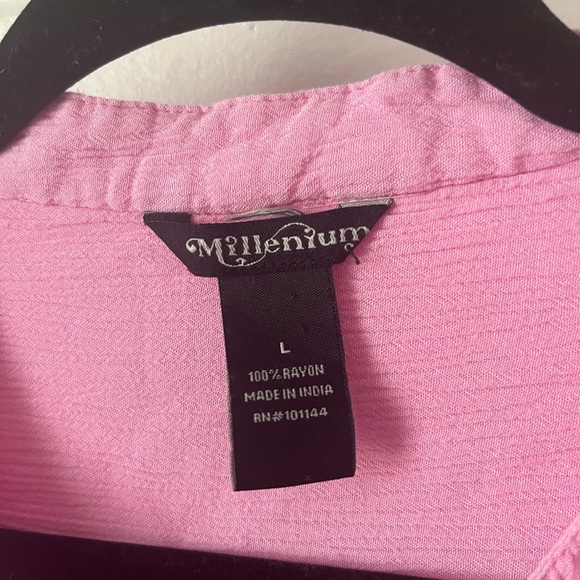 Millenium
L
100% RAYON
MADE IN INDIA
RN#101144